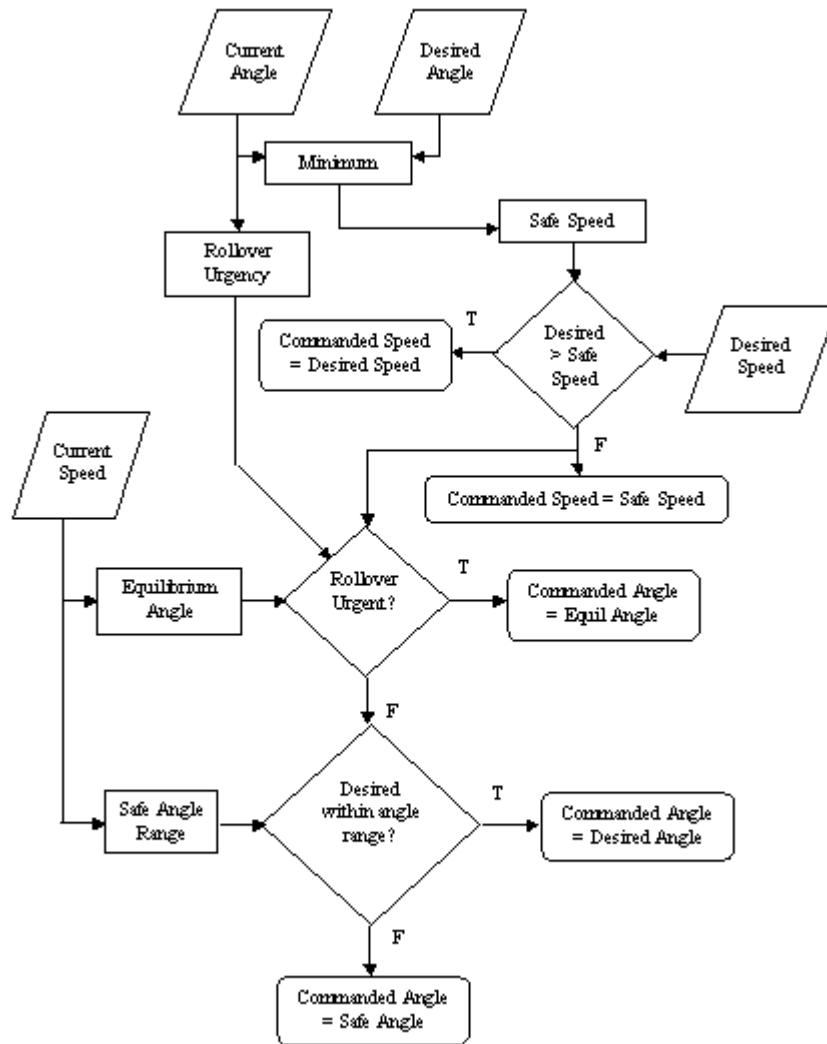 Current
Angle
Desired
Angle
Minimum
Safe Speed
Rollover
Urgency
T
Commanded Speed
= Desired Speed
Desired
> Safe
Speed
Desired
Speed
F
Current
Speed
Commanded Speed = Safe Speed
Rollover
Urgent?
T
Equilibrium
Angle
Commanded Angle
= Equil Angle
F
Desired
within angle
range?
T
Safe Angle
Range
Commanded Angle
= Desired Angle
F
Commanded Angle
= Safe Angle